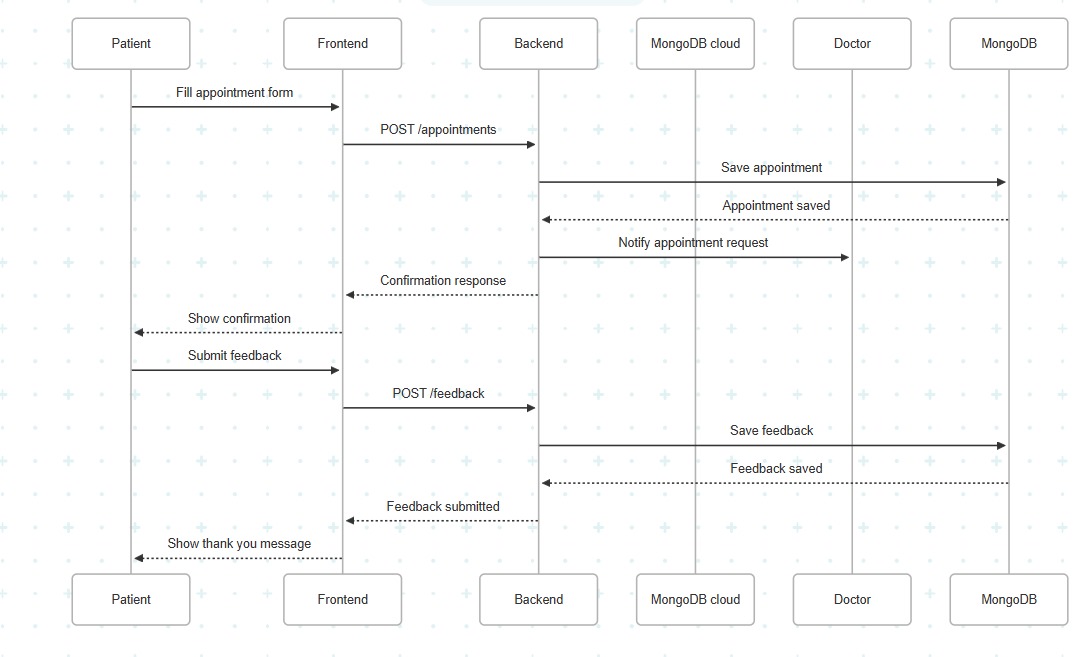 Patient
Frontend
Backend
MongoDB cloud
Doctor
MongoDB
Fill appointment form
POST /appointments
Save appointment
Appointment saved
Notify appointment request
Confirmation response
Show confirmation
Submit feedback
POST /feedback
Save feedback
Feedback saved
Feedback submitted
Show thank you message
Patient
Frontend
Backend
MongoDB cloud
Doctor
MongoDB